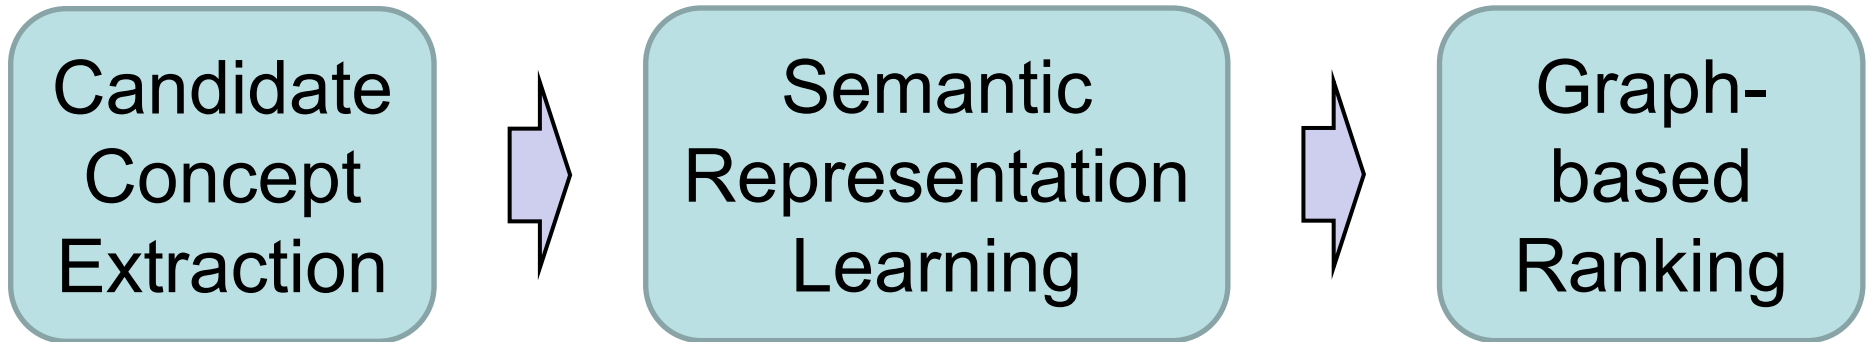 Candidate
Concept
Extraction
Semantic
Representation
Learning
Graph-
based
Ranking